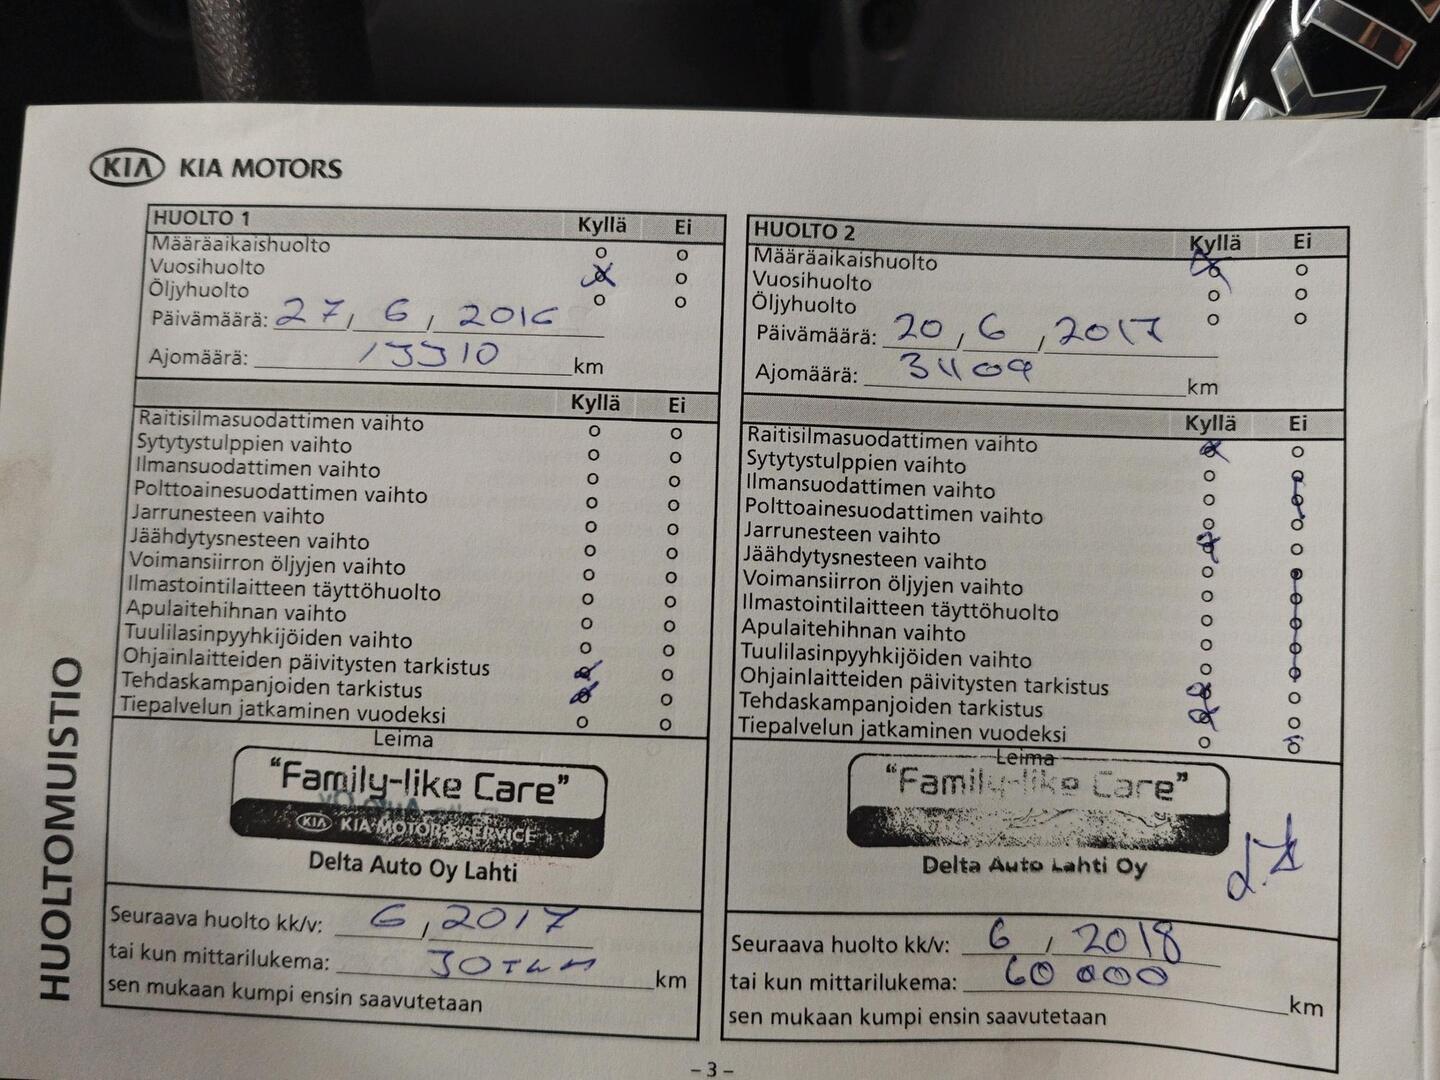 KIA
KIA KIA MOTORS
HUOLTOMUISTIO
HUOLTO 1 Kyllä Ei
Määräaikaishuolto
Vuosihuolto
Öljyhuolto
Päivämäärä: 27, 6, 2016
Ajomäärä: 13310 km
Kyllä Ei
Raitisilmasuodattimen vaihto
Sytytystulppien vaihto
Ilmansuodattimen vaihto
Polttoainesuodattimen vaihto
Jarrunesteen vaihto
Jäähdytysnesteen vaihto
Voimansiirron öljyjen vaihto
Ilmastointilaitteen täyttöhuolto
Apulaitehihnan vaihto
Tuulilasinpyyhkijöiden vaihto
Ohjainlaitteiden päivitysten tarkistus
Tehdaskampanjoiden tarkistus
Tiepalvelun jatkaminen vuodeksi
Leima
“Family-like Care”
KIA KIA MOTORS SERVICE
Delta Auto Oy Lahti
Seuraava huolto kk/v: 6, 2017
tai kun mittarilukema: 30 km
sen mukaan kumpi ensin saavutetaan
HUOLTO 2 Kyllä Ei
Määräaikaishuolto
Vuosihuolto
Öljyhuolto
Päivämäärä: 20, 6, 2017
Ajomäärä: 31109 km
Kyllä Ei
Raitisilmasuodattimen vaihto
Sytytystulppien vaihto
Ilmansuodattimen vaihto
Polttoainesuodattimen vaihto
Jarrunesteen vaihto
Jäähdytysnesteen vaihto
Voimansiirron öljyjen vaihto
Ilmastointilaitteen täyttöhuolto
Apulaitehihnan vaihto
Tuulilasinpyyhkijöiden vaihto
Ohjainlaitteiden päivitysten tarkistus
Tehdaskampanjoiden tarkistus
Tiepalvelun jatkaminen vuodeksi
Leima
“Family-like Care”
Delta Auto Lahti Oy
Seuraava huolto kk/v: 6 / 2018
tai kun mittarilukema: 60 000 km
sen mukaan kumpi ensin saavutetaan
– 3 –